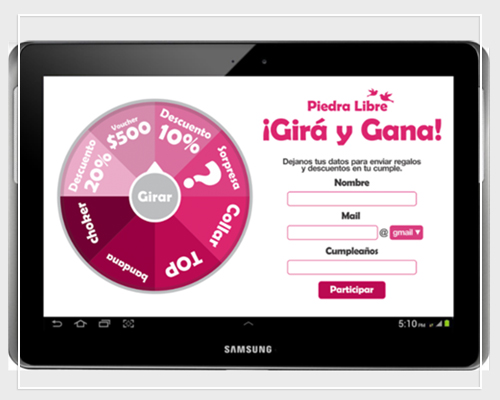 Piedra Libre
¡Girá y Gana!
Dejanos tus datos para enviar regalos
y descuentos en tu cumple.
Nombre
Mail
@ gmail ▼
Cumpleaños
Participar
Voucher
$500
Descuento
10%
Sorpresa
?
Collar
TOP
bandana
choker
Descuento
20%
Girar
5:10 PM
SAMSUNG